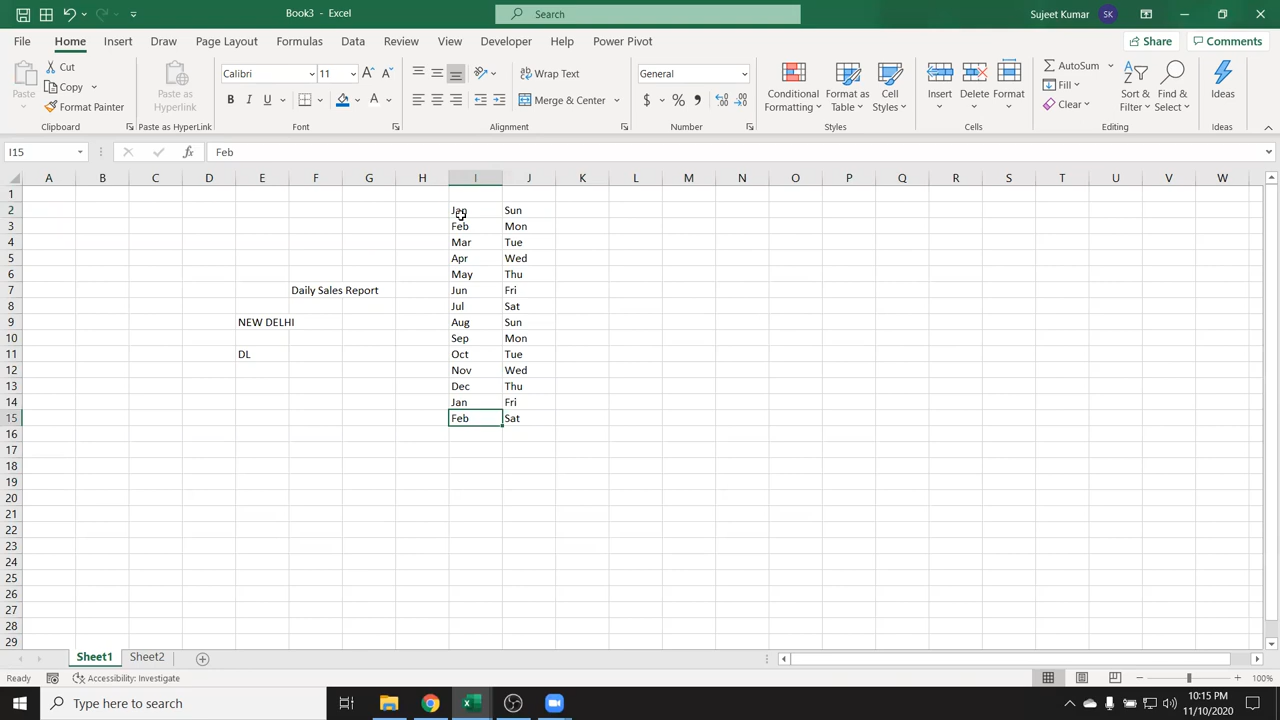 Book3 - Excel
Search
Sujeet Kumar
SK
File Home Insert Draw Page Layout Formulas Data Review View Developer Help Power Pivot
Share
Comments
Paste
Cut
Copy
Format Painter
Clipboard
Paste as
Hyperlink
Paste as HyperLink
Calibri
11
B I U
Font
Wrap Text
Merge & Center
Alignment
General
$ %
Number
Conditional
Formatting
Format as
Table
Cell
Styles
Styles
Insert
Delete
Format
Cells
AutoSum
Fill
Clear
Sort &
Filter
Find &
Select
Editing
Ideas
Ideas
I15
fx
Feb
A B C D E F G H I J K L M N O P Q R S T U V W
1
2 Jan Sun
3 Feb Mon
4 Mar Tue
5 Apr Wed
6 May Thu
7 Daily Sales Report Jun Fri
8 Jul Sat
9 NEW DELHI Aug Sun
10 Sep Mon
11 DL Oct Tue
12 Nov Wed
13 Dec Thu
14 Jan Fri
15 Feb Sat
16
17
18
19
20
21
22
23
24
25
26
27
28
29
Sheet1 Sheet2
Ready
Accessibility: Investigate
100%
Type here to search
10:15 PM
11/10/2020